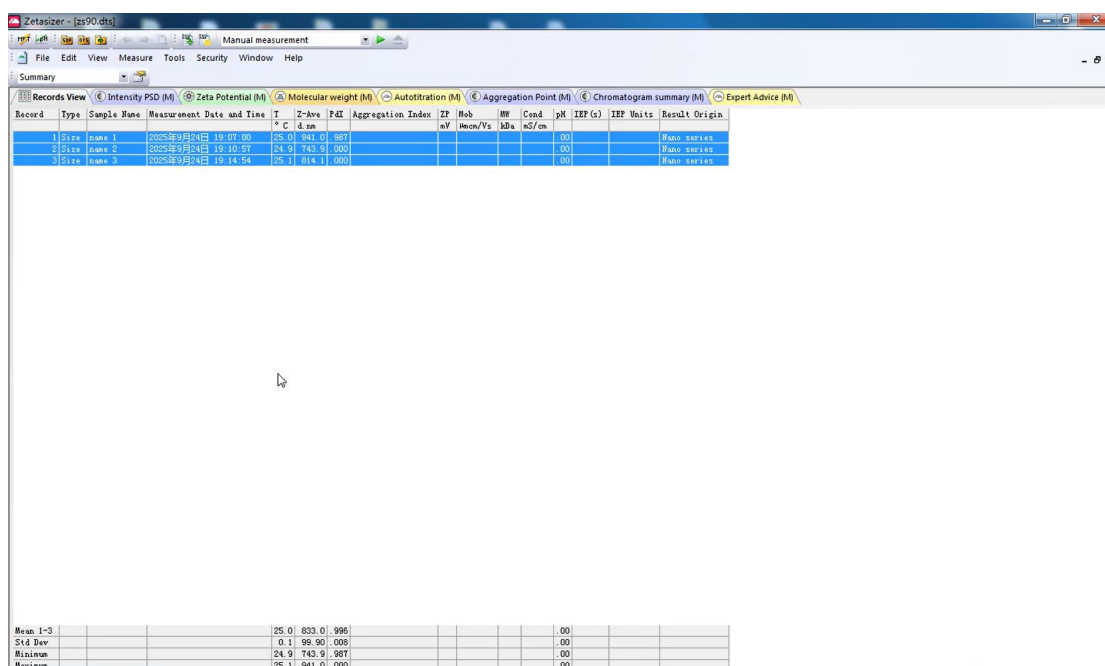 Zetasizer - [zs90.dts]
Manual measurement
File Edit View Measure Tools Security Window Help
Summary
Records View Intensity PSD (M) Zeta Potential (M) Molecular weight (M) Autotitration (M) Aggregation Point (M) Chromatogram summary (M) Expert Advice (M)
Record Type Sample Name Measurement Date and Time T Z-Ave PdI Aggregation Index ZP Mob MW Cond pH IEP(s) IEP Units Result Origin
°C d.nm mV µmcm/Vs kDa mS/cm
1 Size name 1 2025年9月24日 19:07:00 25.0 941.0 .987 .00 Nano series
2 Size name 2 2025年9月24日 19:10:57 24.9 743.9 .000 .00 Nano series
3 Size name 3 2025年9月24日 19:14:54 25.1 814.1 .000 .00 Nano series
Mean 1-3 25.0 833.0 .996 .00
Std Dev 0.1 99.90 .008 .00
Minimum 24.9 743.9 .987 .00
Maximum 25.1 941.0 .000 .00